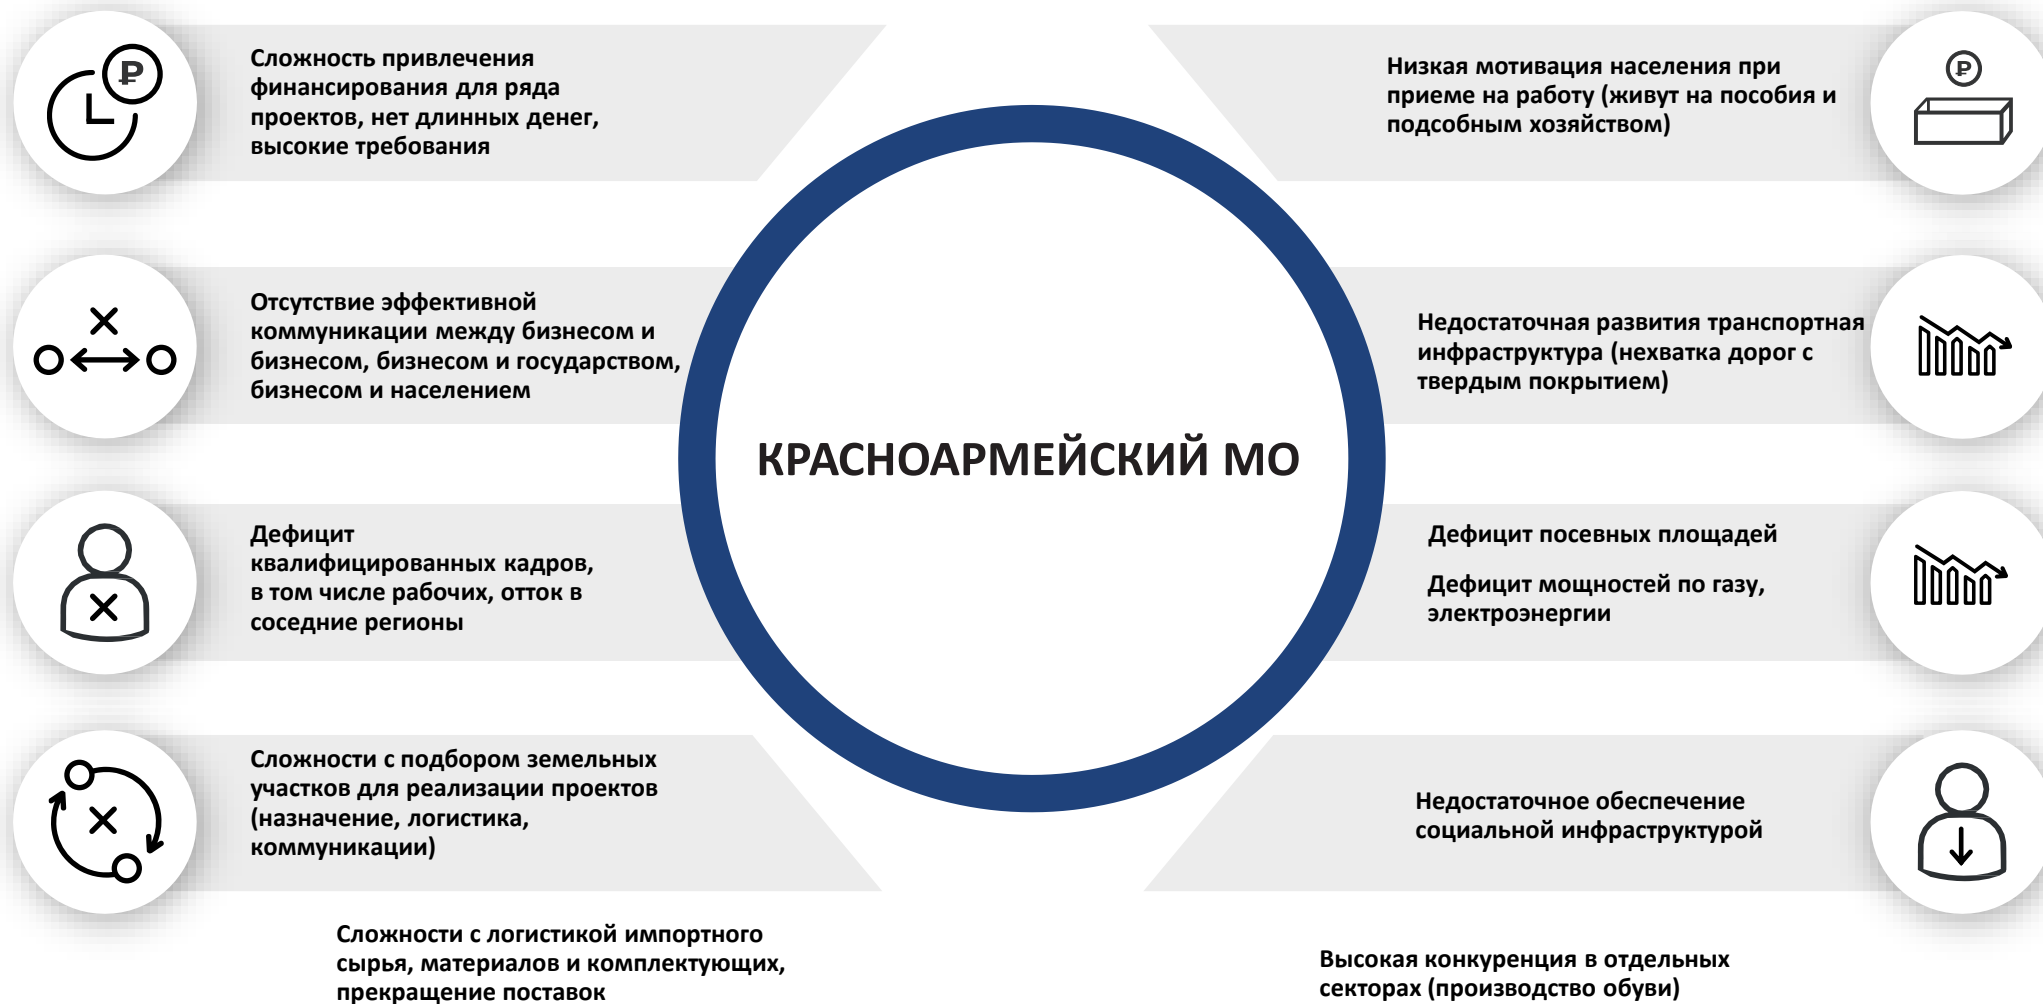 Сложность привлечения
финансирования для ряда
проектов, нет длинных денег,
высокие требования
Отсутствие эффективной
коммуникации между бизнесом и
бизнесом, бизнесом и государством,
бизнесом и населением
Дефицит
квалифицированных кадров,
в том числе рабочих, отток в
соседние регионы
Сложности с подбором земельных
участков для реализации проектов
(назначение, логистика,
коммуникации)
Сложности с логистикой импортного
сырья, материалов и комплектующих,
прекращение поставок
КРАСНОАРМЕЙСКИЙ МО
Низкая мотивация населения при
приеме на работу (живут на пособия и
подсобным хозяйством)
Недостаточная развития транспортная
инфраструктура (нехватка дорог с
твердым покрытием)
Дефицит посевных площадей
Дефицит мощностей по газу,
электроэнергии
Недостаточное обеспечение
социальной инфраструктурой
Высокая конкуренция в отдельных
секторах (производство обуви)